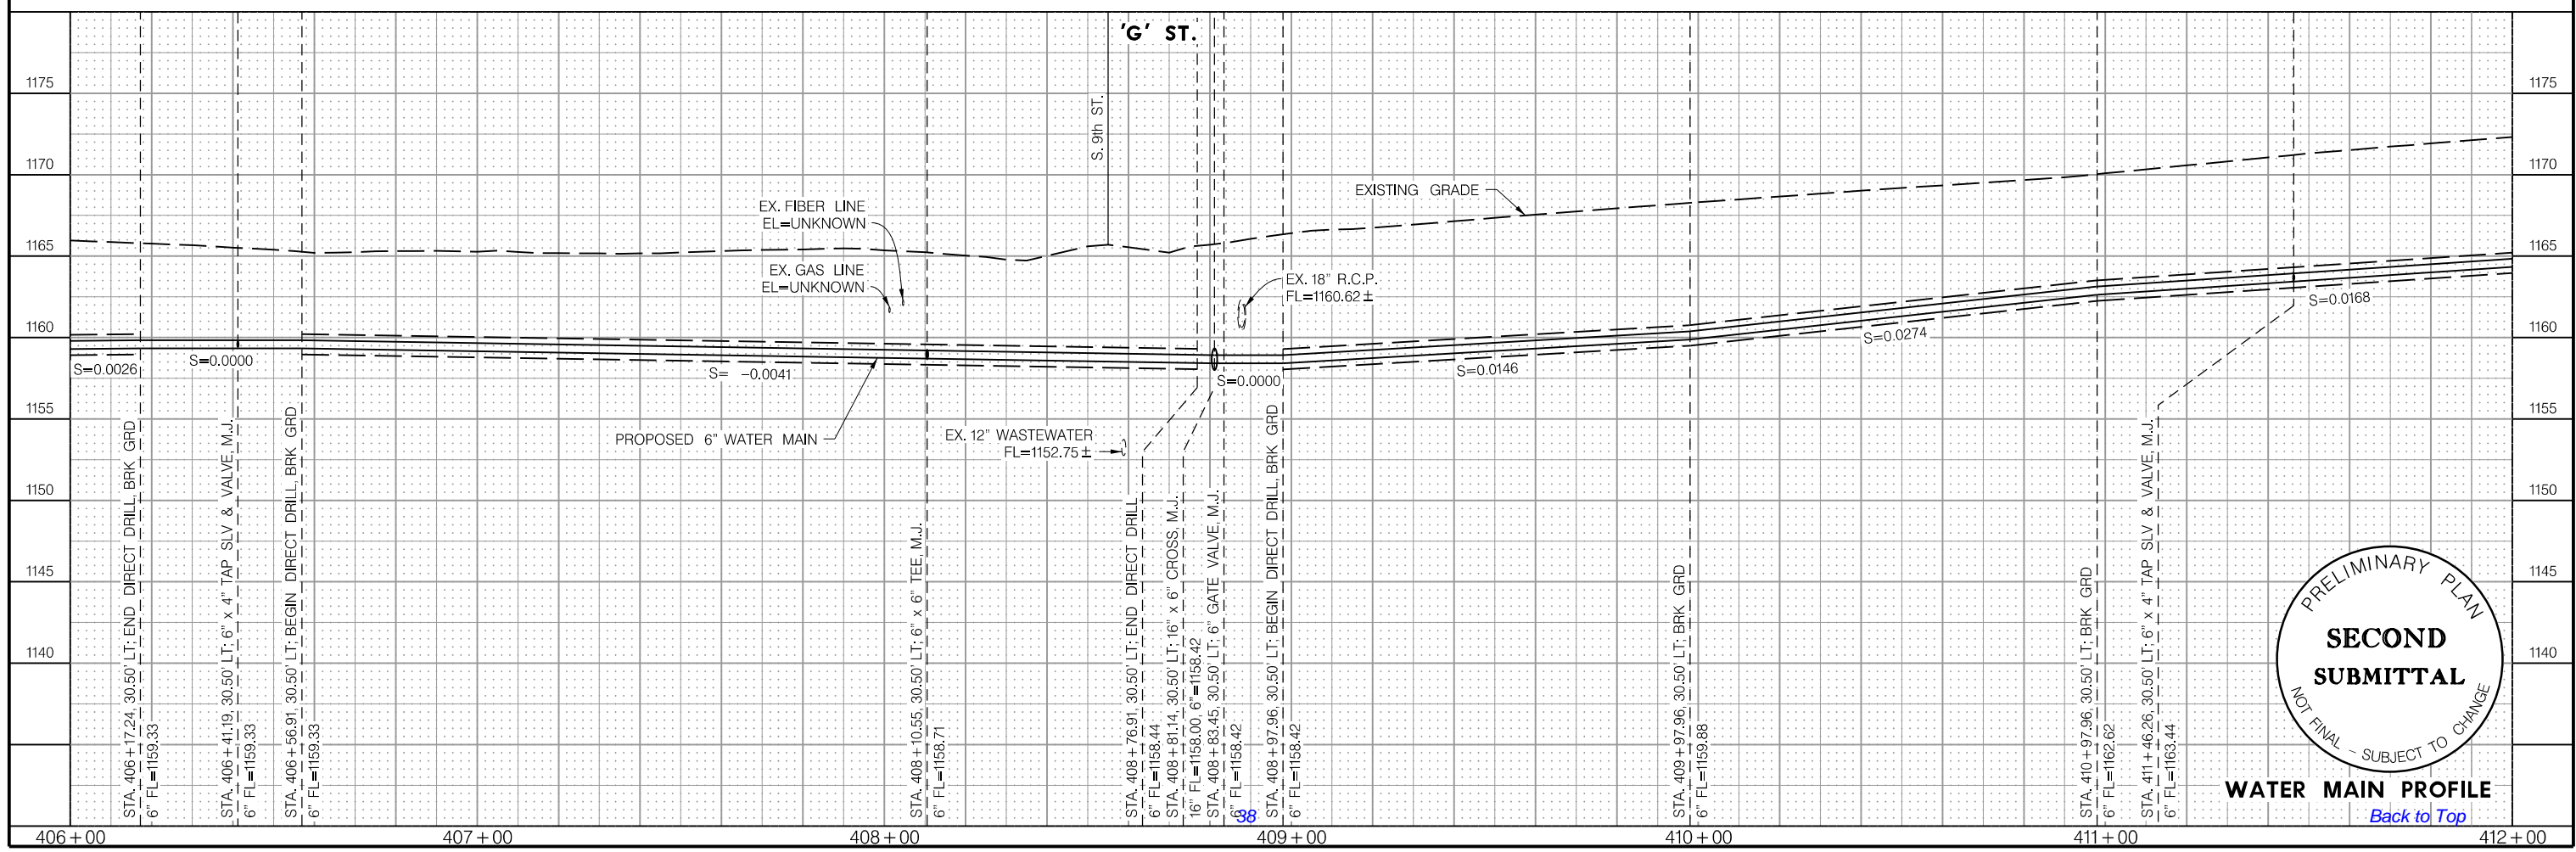 'G' ST.
1175
1175
S. 9th ST.
1170
1170
EXISTING GRADE
EX. FIBER LINE
EL=UNKNOWN
1165
1165
EX. GAS LINE
EL=UNKNOWN
EX. 18" R.C.P.
FL=1160.62±
1160
1160
S=0.0026
S=0.0000
S= -0.0041
S=0.0000
S=0.0146
S=0.0274
S=0.0168
1155
1155
PROPOSED 6" WATER MAIN
EX. 12" WASTEWATER
FL=1152.75±
1150
1150
1145
1145
1140
1140
STA. 406+17.24, 30.50' LT; END DIRECT DRILL, BRK GRD
6" FL=1159.33
STA. 406+41.19, 30.50' LT; 6" x 4" TAP SLV & VALVE, M.J.
6" FL=1159.33
STA. 406+56.91, 30.50' LT; BEGIN DIRECT DRILL, BRK GRD
6" FL=1159.33
STA. 408+10.55, 30.50' LT; 6" x 6" TEE, M.J.
6" FL=1158.71
STA. 408+76.91, 30.50' LT; END DIRECT DRILL
6" FL=1158.44
STA. 408+81.14, 30.50' LT; 16" x 6" CROSS, M.J.
16" FL=1158.00, 6"=1158.42
STA. 408+83.45, 30.50' LT; 6" GATE VALVE, M.J.
6" FL=1158.42
STA. 408+97.96, 30.50' LT; BEGIN DIRECT DRILL, BRK GRD
6" FL=1158.42
STA. 409+97.96, 30.50' LT; BRK GRD
6" FL=1159.88
STA. 410+97.96, 30.50' LT; BRK GRD
6" FL=1162.62
STA. 411+46.26, 30.50' LT; 6" x 4" TAP SLV & VALVE, M.J.
6" FL=1163.44
PRELIMINARY PLAN
SECOND
SUBMITTAL
NOT FINAL - SUBJECT TO CHANGE
WATER MAIN PROFILE
38
Back to Top
406+00
407+00
408+00
409+00
410+00
411+00
412+00